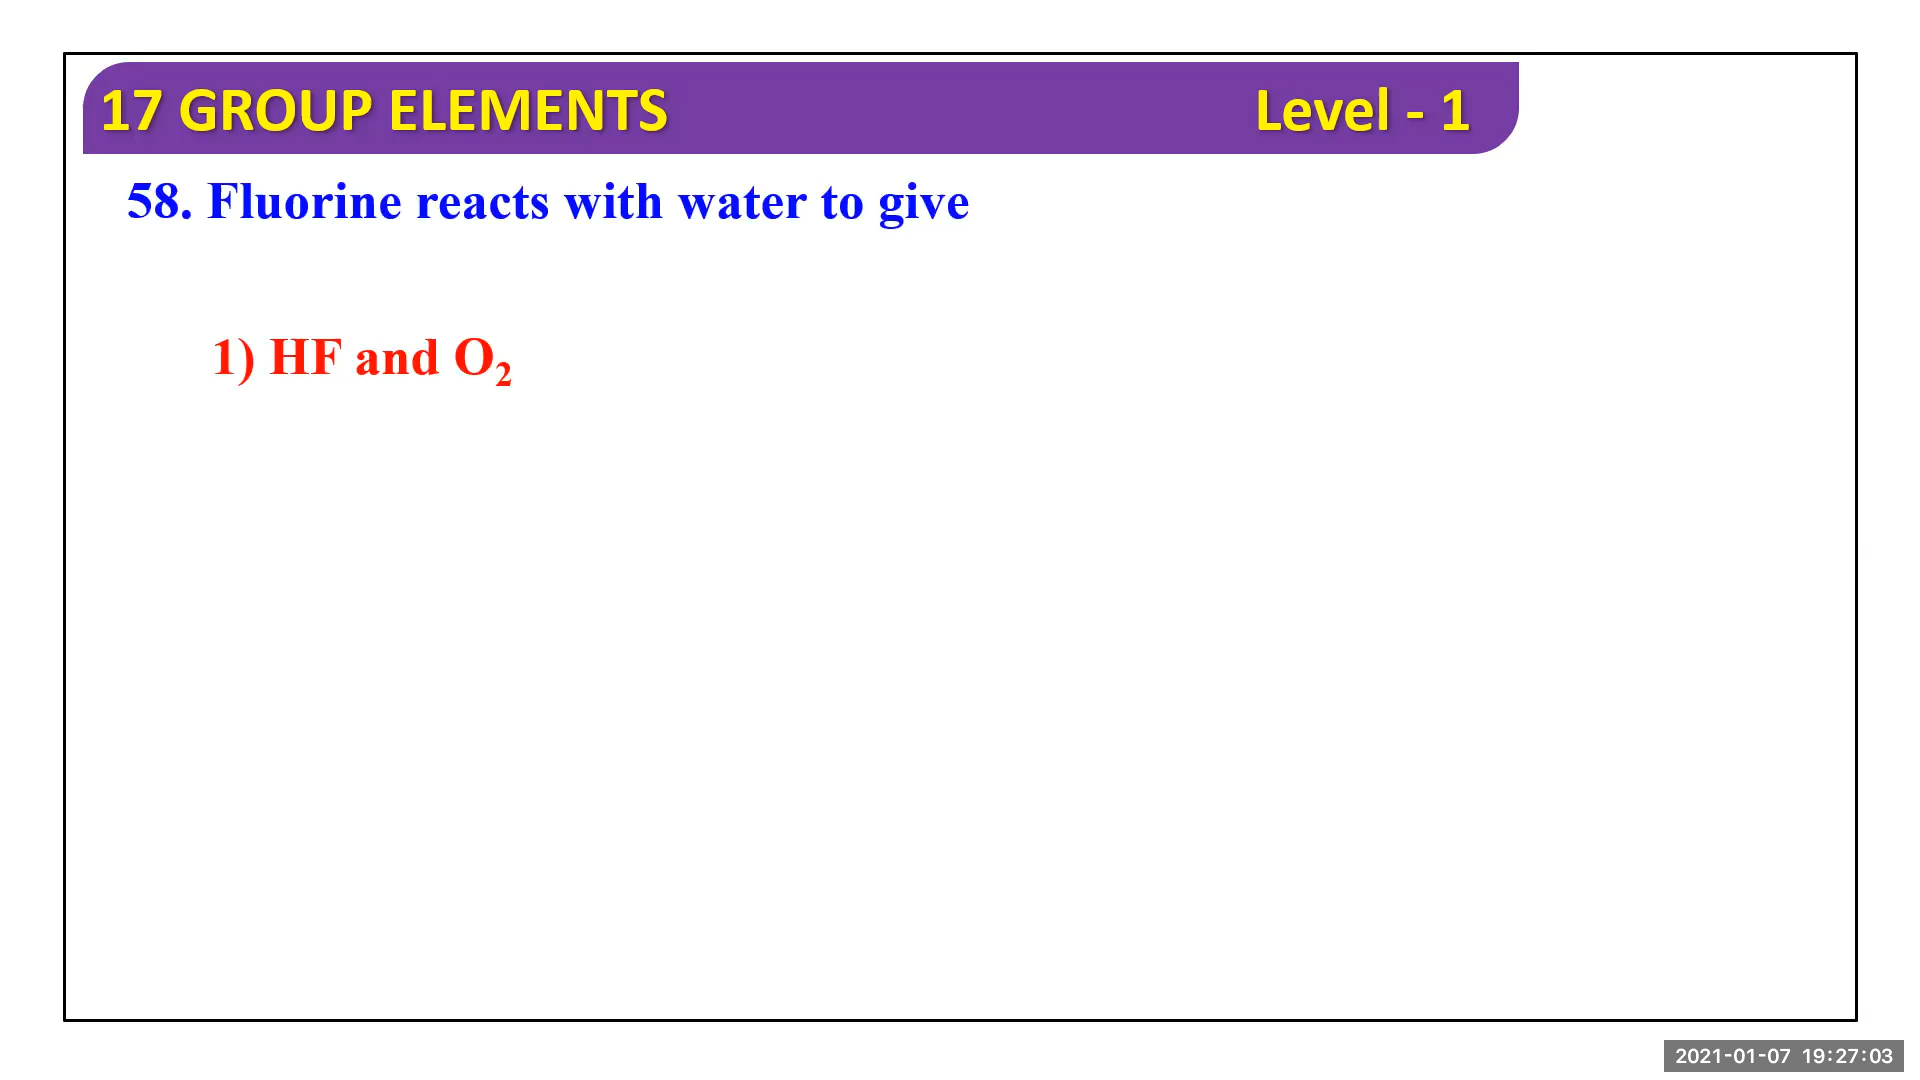 17 GROUP ELEMENTS Level - 1
58. Fluorine reacts with water to give
1) HF and O₂
2021-01-07 19:27:03